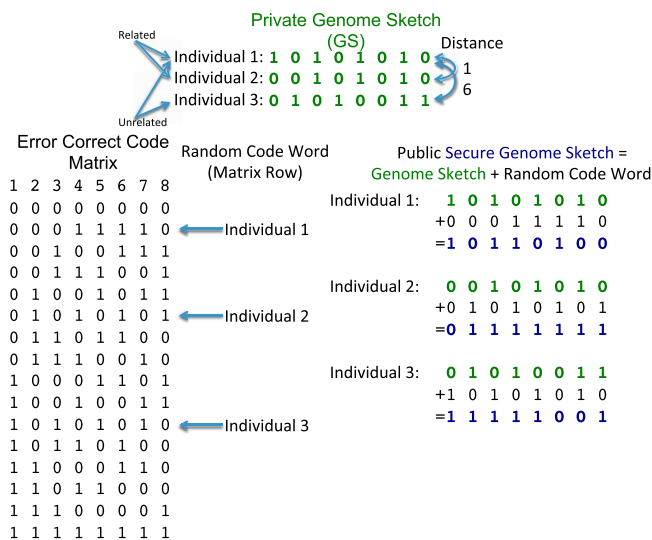 Private Genome Sketch
(GS)
Related
Distance
Individual 1: 1 0 1 0 1 0 1 0
1
Individual 2: 0 0 1 0 1 0 1 0
6
Individual 3: 0 1 0 1 0 0 1 1
Unrelated
Error Correct Code
Matrix
1 2 3 4 5 6 7 8
0 0 0 0 0 0 0 0
0 0 0 1 1 1 1 0
0 0 1 0 0 1 1 1
0 0 1 1 1 0 0 1
0 1 0 0 1 0 1 1
0 1 0 1 0 1 0 1
0 1 1 0 1 1 0 0
0 1 1 1 0 0 1 0
1 0 0 0 1 1 0 1
1 0 0 1 0 0 1 1
1 0 1 0 1 0 1 0
1 0 1 1 0 1 0 0
1 1 0 0 0 1 1 0
1 1 0 1 1 0 0 0
1 1 1 0 0 0 0 1
1 1 1 1 1 1 1 1
Random Code Word
(Matrix Row)
Individual 1
Individual 2
Individual 3
Public Secure Genome Sketch =
Genome Sketch + Random Code Word
Individual 1: 1 0 1 0 1 0 1 0
+0 0 0 1 1 1 1 0
=1 0 1 1 0 1 0 0
Individual 2: 0 0 1 0 1 0 1 0
+0 1 0 1 0 1 0 1
=0 1 1 1 1 1 1 1
Individual 3: 0 1 0 1 0 0 1 1
+1 0 1 0 1 0 1 0
=1 1 1 1 1 0 0 1